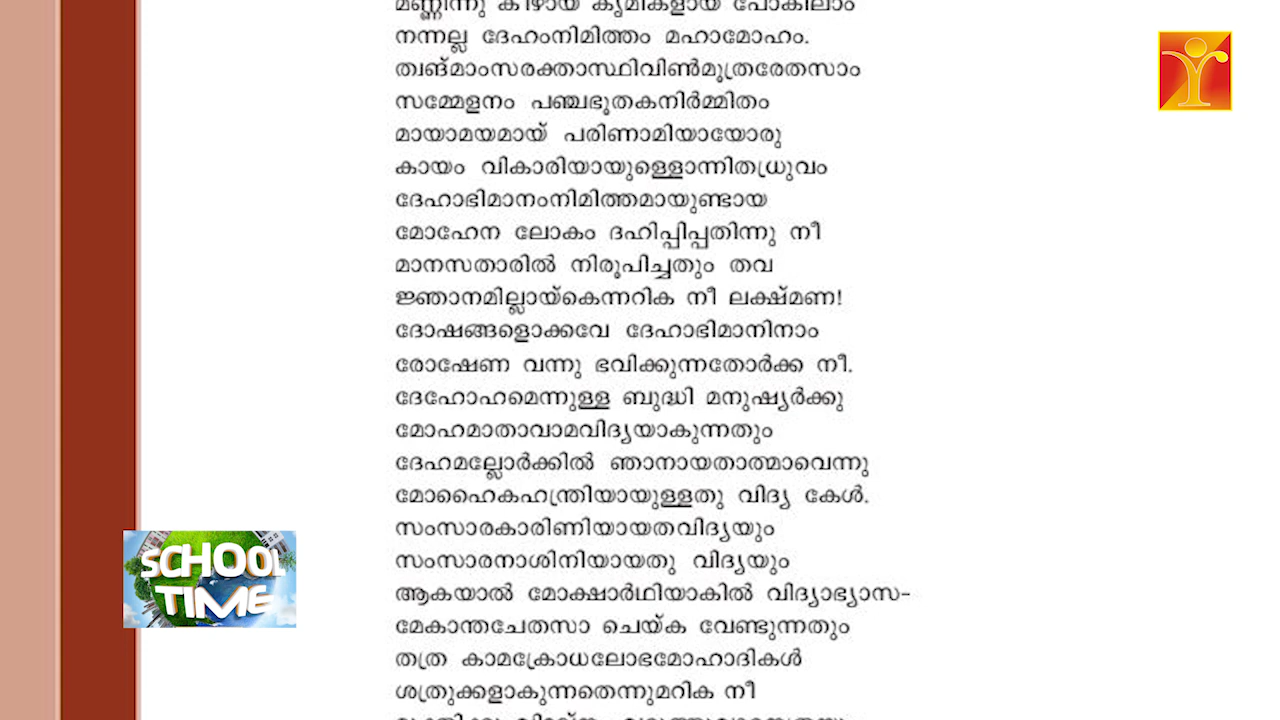 മണ്ണിന്നു കീഴായ് കൃമികളായ് പോകിലാം
നന്നല്ല ദേഹംനിമിത്തം മഹാമോഹം.
ത്വങ്മാംസരക്താസ്ഥിവിൺമൂത്രരേതസാം
സമ്മേളനം പഞ്ചഭൂതകനിർമ്മിതം
മായാമയമായ് പരിണാമിയായോരു
കായം വികാരിയായുള്ളൊന്നിതധ്രുവം
ദേഹാഭിമാനംനിമിത്തമായുണ്ടായ
മോഹേന ലോകം ദഹിപ്പിപ്പതിന്നു നീ
മാനസതാരിൽ നിരൂപിച്ചതും തവ
ജ്ഞാനമില്ലായ്കെന്നറിക നീ ലക്ഷ്മണ!
ദോഷങ്ങളൊക്കവേ ദേഹാഭിമാനിനാം
രോഷേണ വന്നു ഭവിക്കുന്നതോർക്ക നീ.
ദേഹോഹമെന്നുള്ള ബുദ്ധി മനുഷ്യർക്കു
മോഹമാതാവാമവിദ്യയാകുന്നതും
ദേഹമല്ലോർക്കിൽ ഞാനായതാത്മാവെന്നു
മോഹൈകഹന്ത്രിയായുള്ളതു വിദ്യ കേൾ.
സംസാരകാരിണിയായതവിദ്യയും
സംസാരനാശിനിയായതു വിദ്യയും
ആകയാൽ മോക്ഷാർഥിയാകിൽ വിദ്യാഭ്യാസ-
മേകാന്തചേതസാ ചെയ്ക വേണ്ടുന്നതും
തത്ര കാമക്രോധലോഭമോഹാദികൾ
ശത്രുക്കളാകുന്നതെന്നുമറിക നീ
SCHOOL
TIME